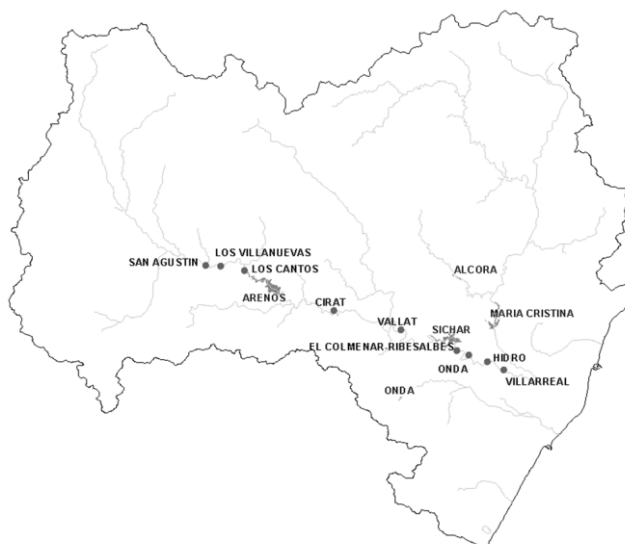 LOS VILLANUEVAS
SAN AGUSTIN
LOS CANTOS
ALCORA
ARENOS
CIRAT
MARIA CRISTINA
VALLAT
SICHAR
EL COLMENAR-RIBESALBES
HIDRO
ONDA
VILLARREAL
ONDA